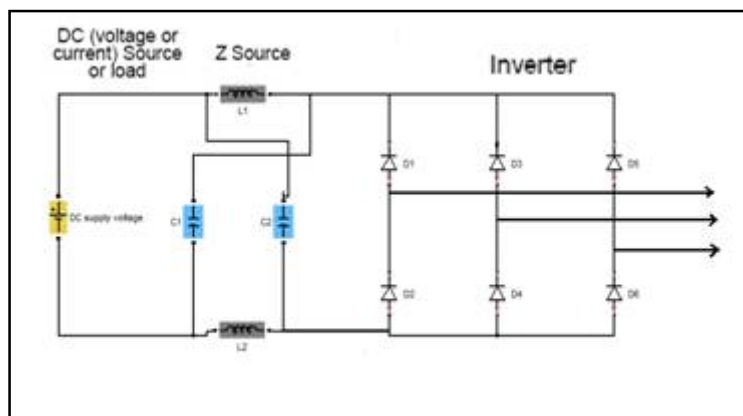 DC (voltage or
current) Source
or load
Z Source
Inverter
L1
D1
D3
D5
DC supply voltage
C1
C2
D2
D4
D6
L2